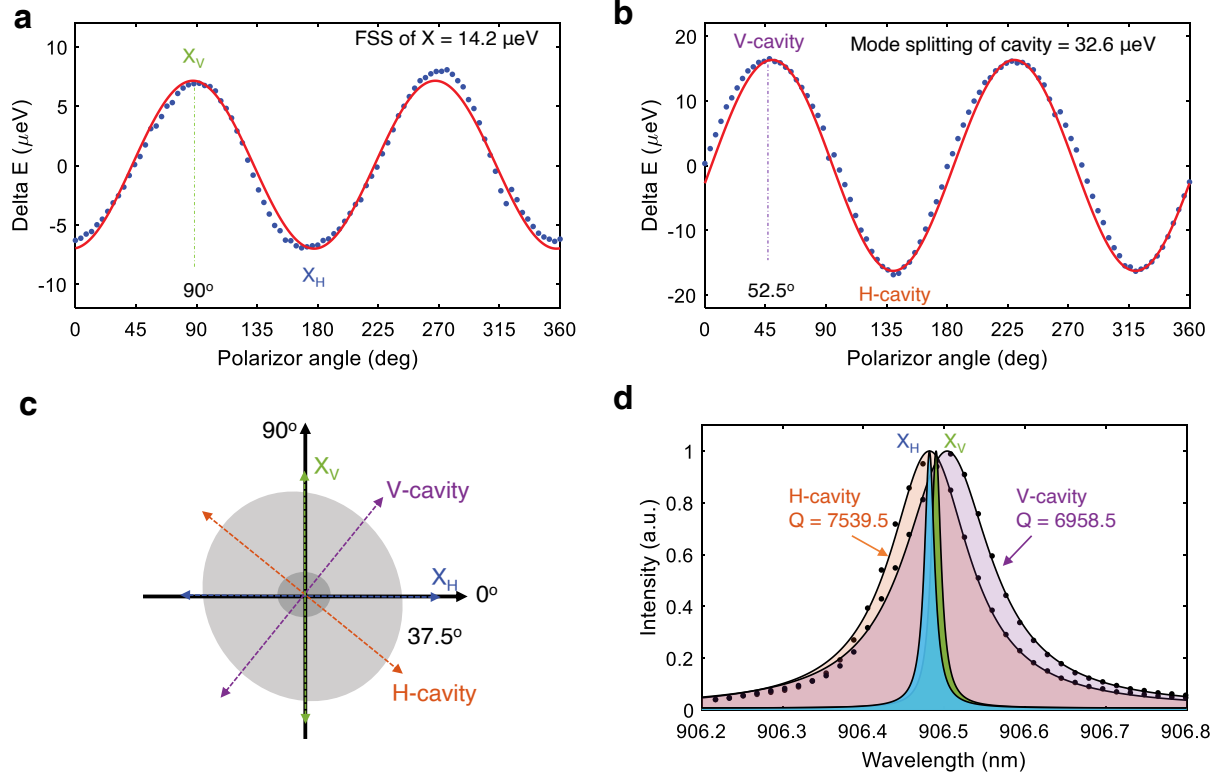 a
FSS of X = 14.2 μeV
X_V
X_H
90°
10
5
0
-5
-10
Delta E (μeV)
0 45 90 135 180 225 270 315 360
Polarizor angle (deg)
b
V-cavity
Mode splitting of cavity = 32.6 μeV
52.5°
H-cavity
20
10
0
-10
-20
Delta E (μeV)
0 45 90 135 180 225 270 315 360
Polarizor angle (deg)
c
90°
X_V
V-cavity
X_H
0°
37.5°
H-cavity
d
X_H X_V
H-cavity
Q = 7539.5
V-cavity
Q = 6958.5
1
0.8
0.6
0.4
0.2
0
Intensity (a.u.)
906.2 906.3 906.4 906.5 906.6 906.7 906.8
Wavelength (nm)